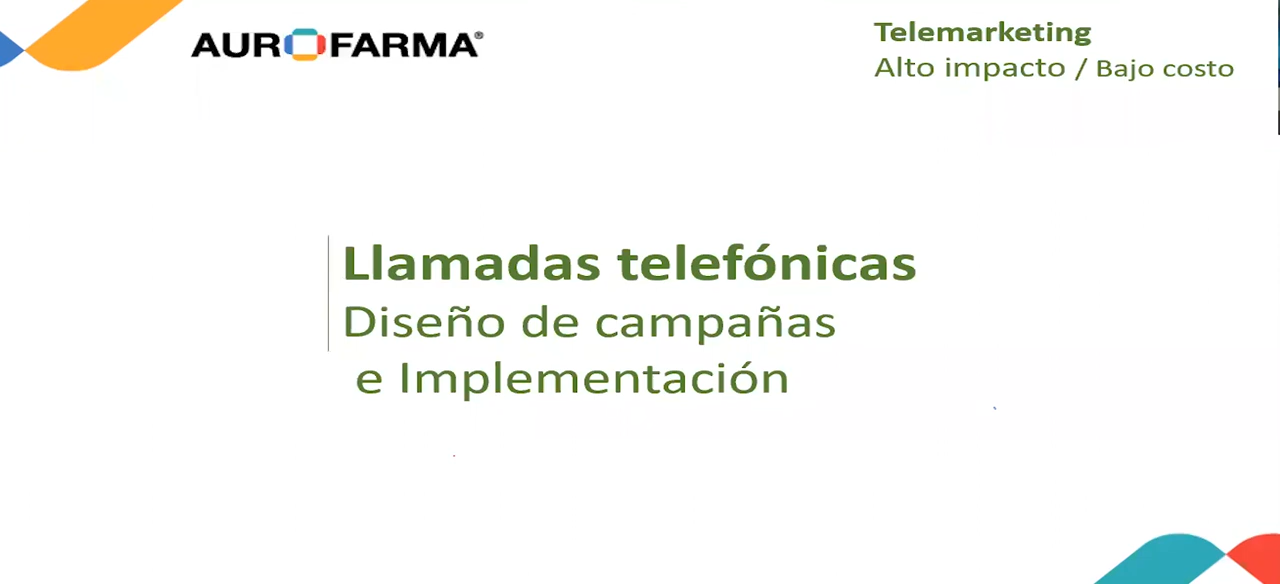 AUROFARMA®
Telemarketing
Alto impacto / Bajo costo
Llamadas telefónicas
Diseño de campañas
e Implementación